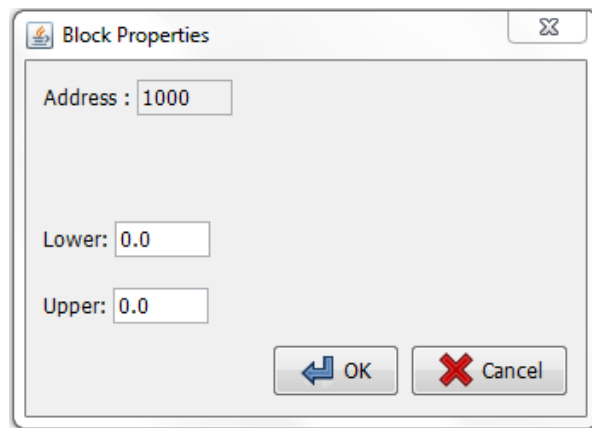 Block Properties
Address : 1000
Lower: 0.0
Upper: 0.0
OK Cancel